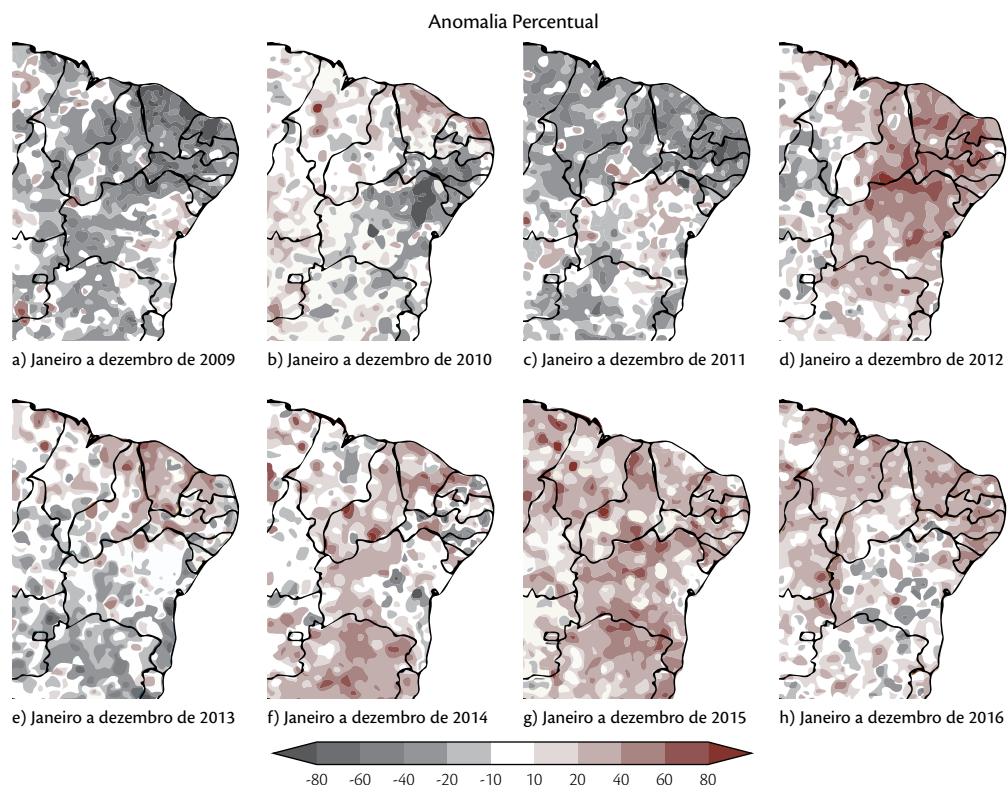 Anomalia Percentual
a) Janeiro a dezembro de 2009
b) Janeiro a dezembro de 2010
c) Janeiro a dezembro de 2011
d) Janeiro a dezembro de 2012
e) Janeiro a dezembro de 2013
f) Janeiro a dezembro de 2014
g) Janeiro a dezembro de 2015
h) Janeiro a dezembro de 2016
-80 -60 -40 -20 -10 10 20 40 60 80